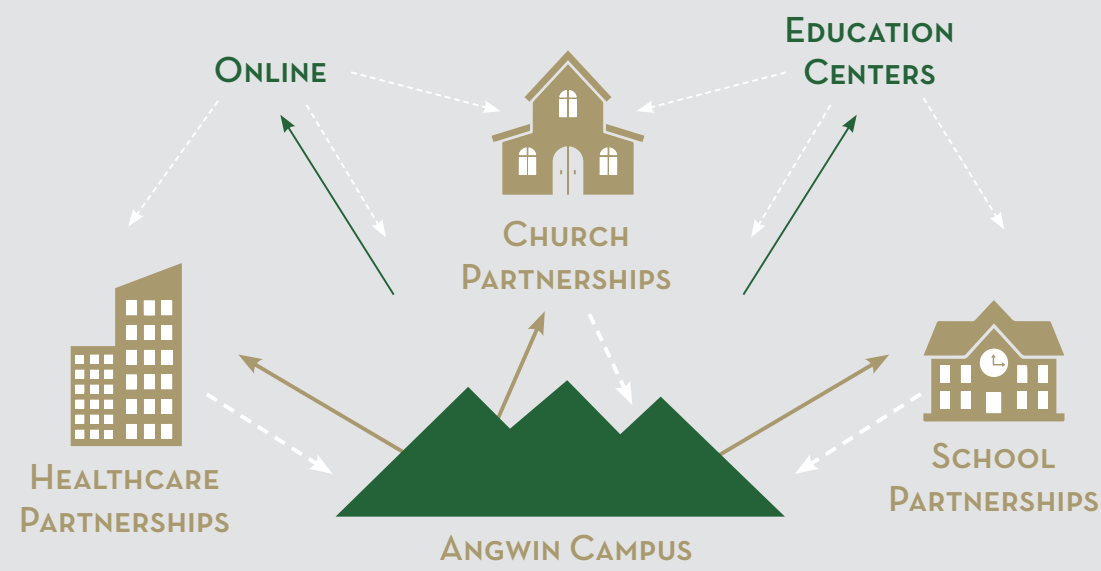 Online
Education
Centers
Church
Partnerships
Healthcare
Partnerships
School
Partnerships
Angwin Campus